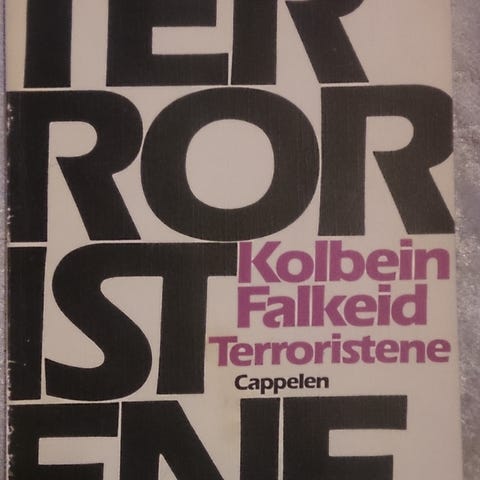 TER
ROR
IST
Kolbein
Falkeid
Terroristene
Cappelen
ENE